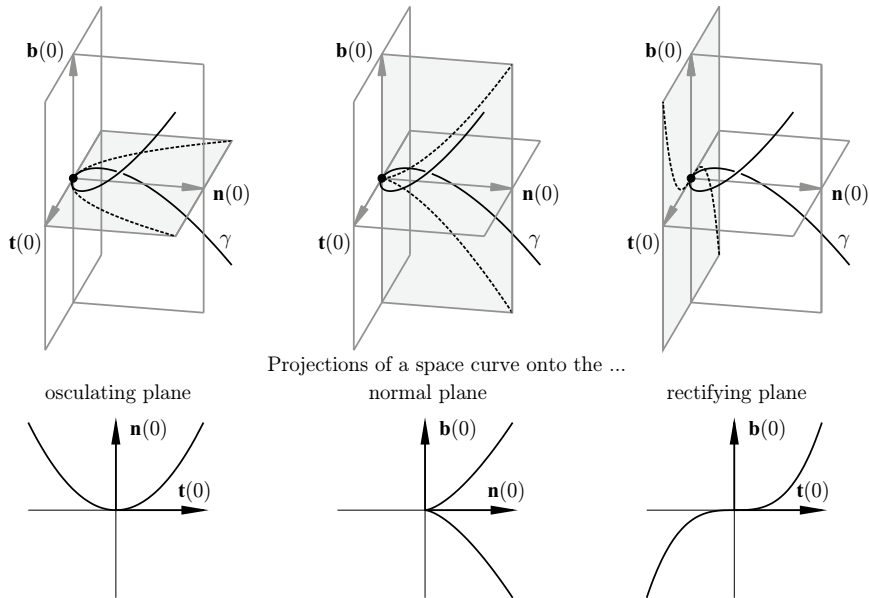 b(0) b(0) b(0)
n(0) n(0) n(0)
t(0) γ t(0) γ t(0) γ
Projections of a space curve onto the ...
osculating plane normal plane rectifying plane
n(0) b(0) b(0)
t(0) n(0) t(0)